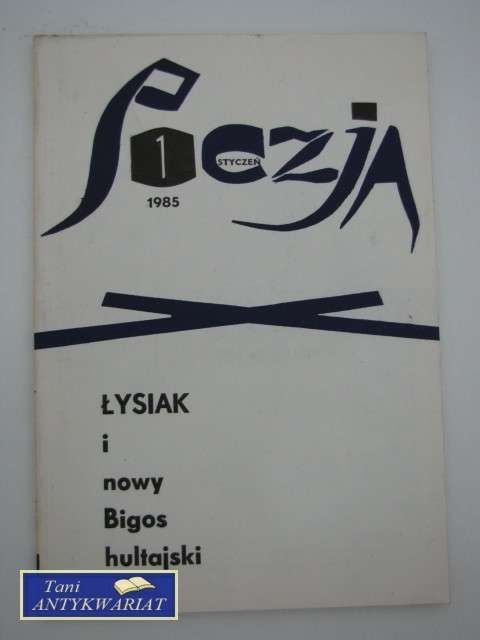 PoezjA
1
STYCZEŃ
1985
ŁYSIAK
i
nowy
Bigos
hultajski
Tani
ANTYKWARIAT